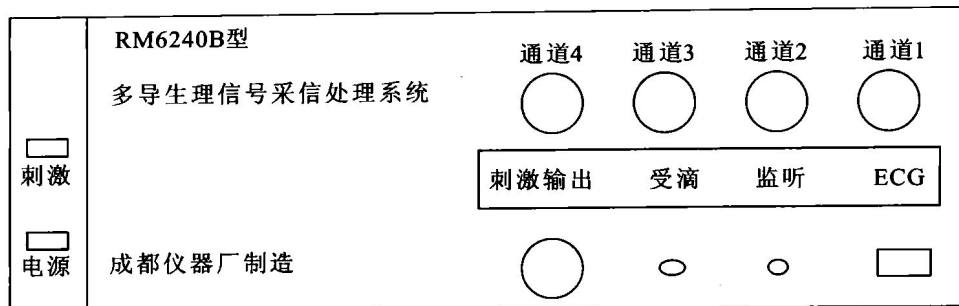 RM6240B型
通道4 通道3 通道2 通道1
多导生理信号采信处理系统
刺激
刺激输出 受滴 监听 ECG
电源
成都仪器厂制造